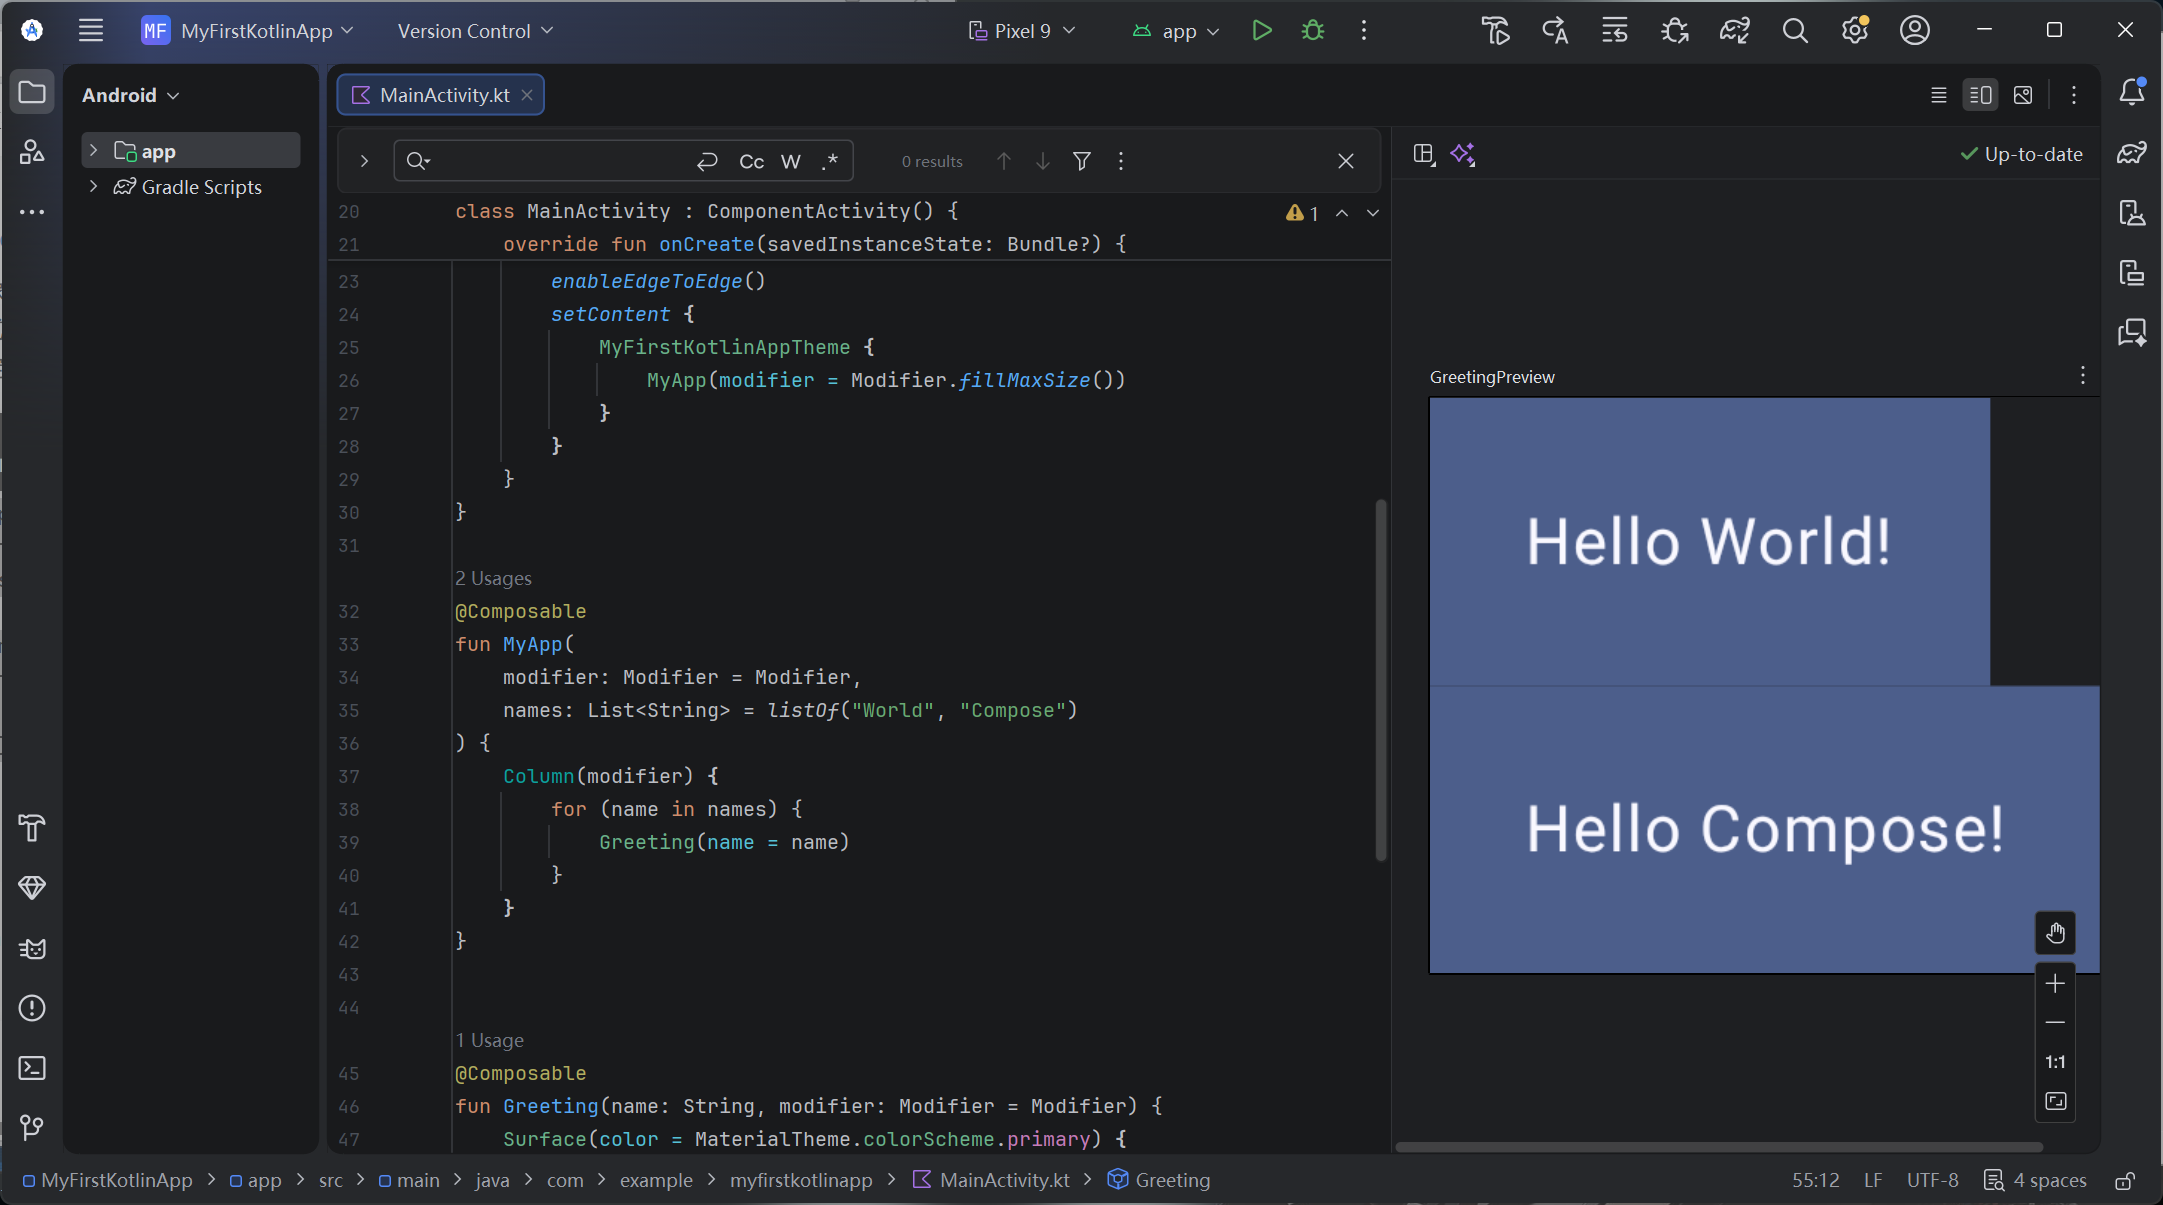 MF MyFirstKotlinApp Version Control Pixel 9 app
Android
app
Gradle Scripts
MainActivity.kt
Cc W .* 0 results
Up-to-date
20 class MainActivity : ComponentActivity() { 1
21 override fun onCreate(savedInstanceState: Bundle?) {
23 enableEdgeToEdge()
24 setContent {
25 MyFirstKotlinAppTheme {
26 MyApp(modifier = Modifier.fillMaxSize())
27 }
28 }
29 }
30 }
31
2 Usages
32 @Composable
33 fun MyApp(
34 modifier: Modifier = Modifier,
35 names: List<String> = listOf("World", "Compose")
36 ) {
37 Column(modifier) {
38 for (name in names) {
39 Greeting(name = name)
40 }
41 }
42 }
43
44
1 Usage
45 @Composable
46 fun Greeting(name: String, modifier: Modifier = Modifier) {
47 Surface(color = MaterialTheme.colorScheme.primary) {
GreetingPreview
Hello World!
Hello Compose!
1:1
MyFirstKotlinApp > app > src > main > java > com > example > myfirstkotlinapp > MainActivity.kt > Greeting 55:12 LF UTF-8 4 spaces